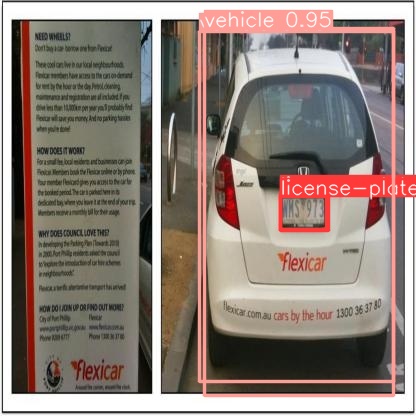 NEED WHEELS?
Don't buy a car-borrow one from Flexicar!
These cool cars live in our local neighbourhoods.
Flexicar members have access to the cars on-demand
for rent by the hour or the day. Petrol, cleaning,
maintenance and registration are all included. If you
drive less than 10,000km per year you'll probably find
Flexicar will save you money. And no parking hassles
when you're done!
HOW DOES IT WORK?
For a small fee, local residents and businesses can join
Flexicar. Members book the Flexicar online or by phone.
Your member Flexicard gives you access to the car for
the booked period. The car is parked here in its
dedicated bay, where you leave it at the end of your trip.
Members receive a monthly bill for their usage.
WHY DOES COUNCIL LOVE THIS?
In developing the Parking Plan (Towards 2010)
in 2000, Port Phillip residents asked the council
to 'explore the introduction of car hire schemes
in neighbourhoods'.
Flexicar, a terrific alternative transport has arrived!
HOW DO I JOIN UP OR FIND OUT MORE?
City of Port Phillip Flexicar
www.portphillip.vic.gov.au www.flexicar.com.au
Phone 9209 6777 Phone 1300 36 37 80
flexicar
Around the corner, around the clock.
vehicle 0.95
license-plate
Jazz
flexicar
flexicar.com.au cars by the hour 1300 36 37 80